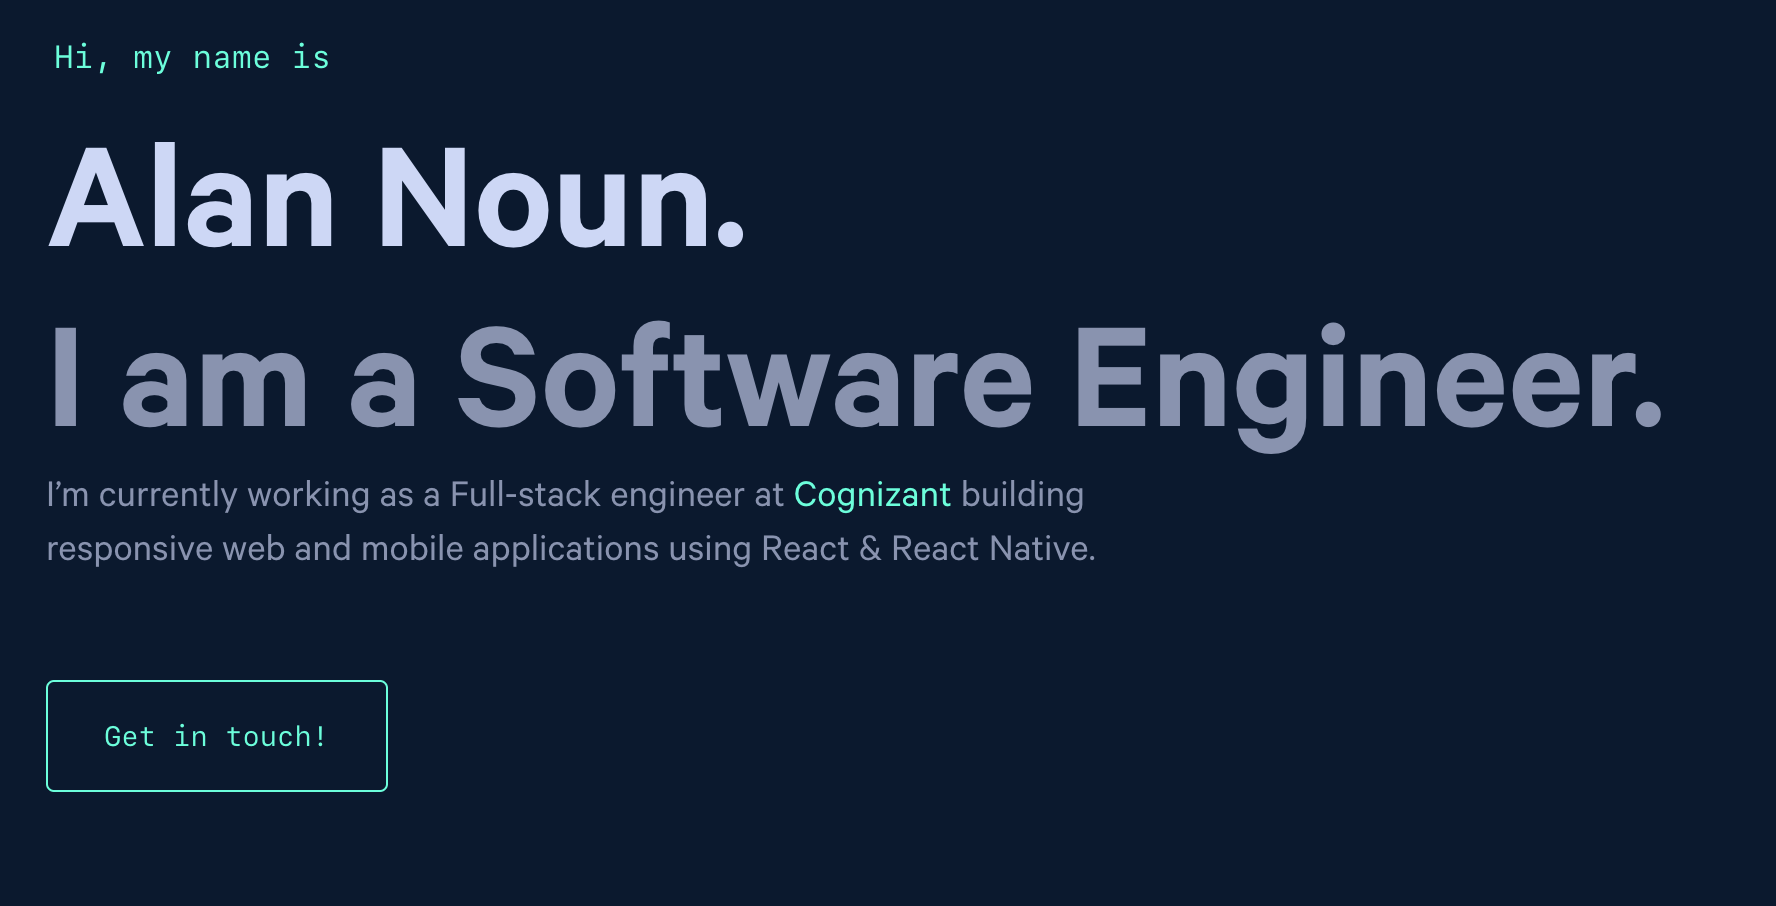 Hi, my name is
Alan Noun.
I am a Software Engineer.
I’m currently working as a Full-stack engineer at Cognizant building
responsive web and mobile applications using React & React Native.
Get in touch!